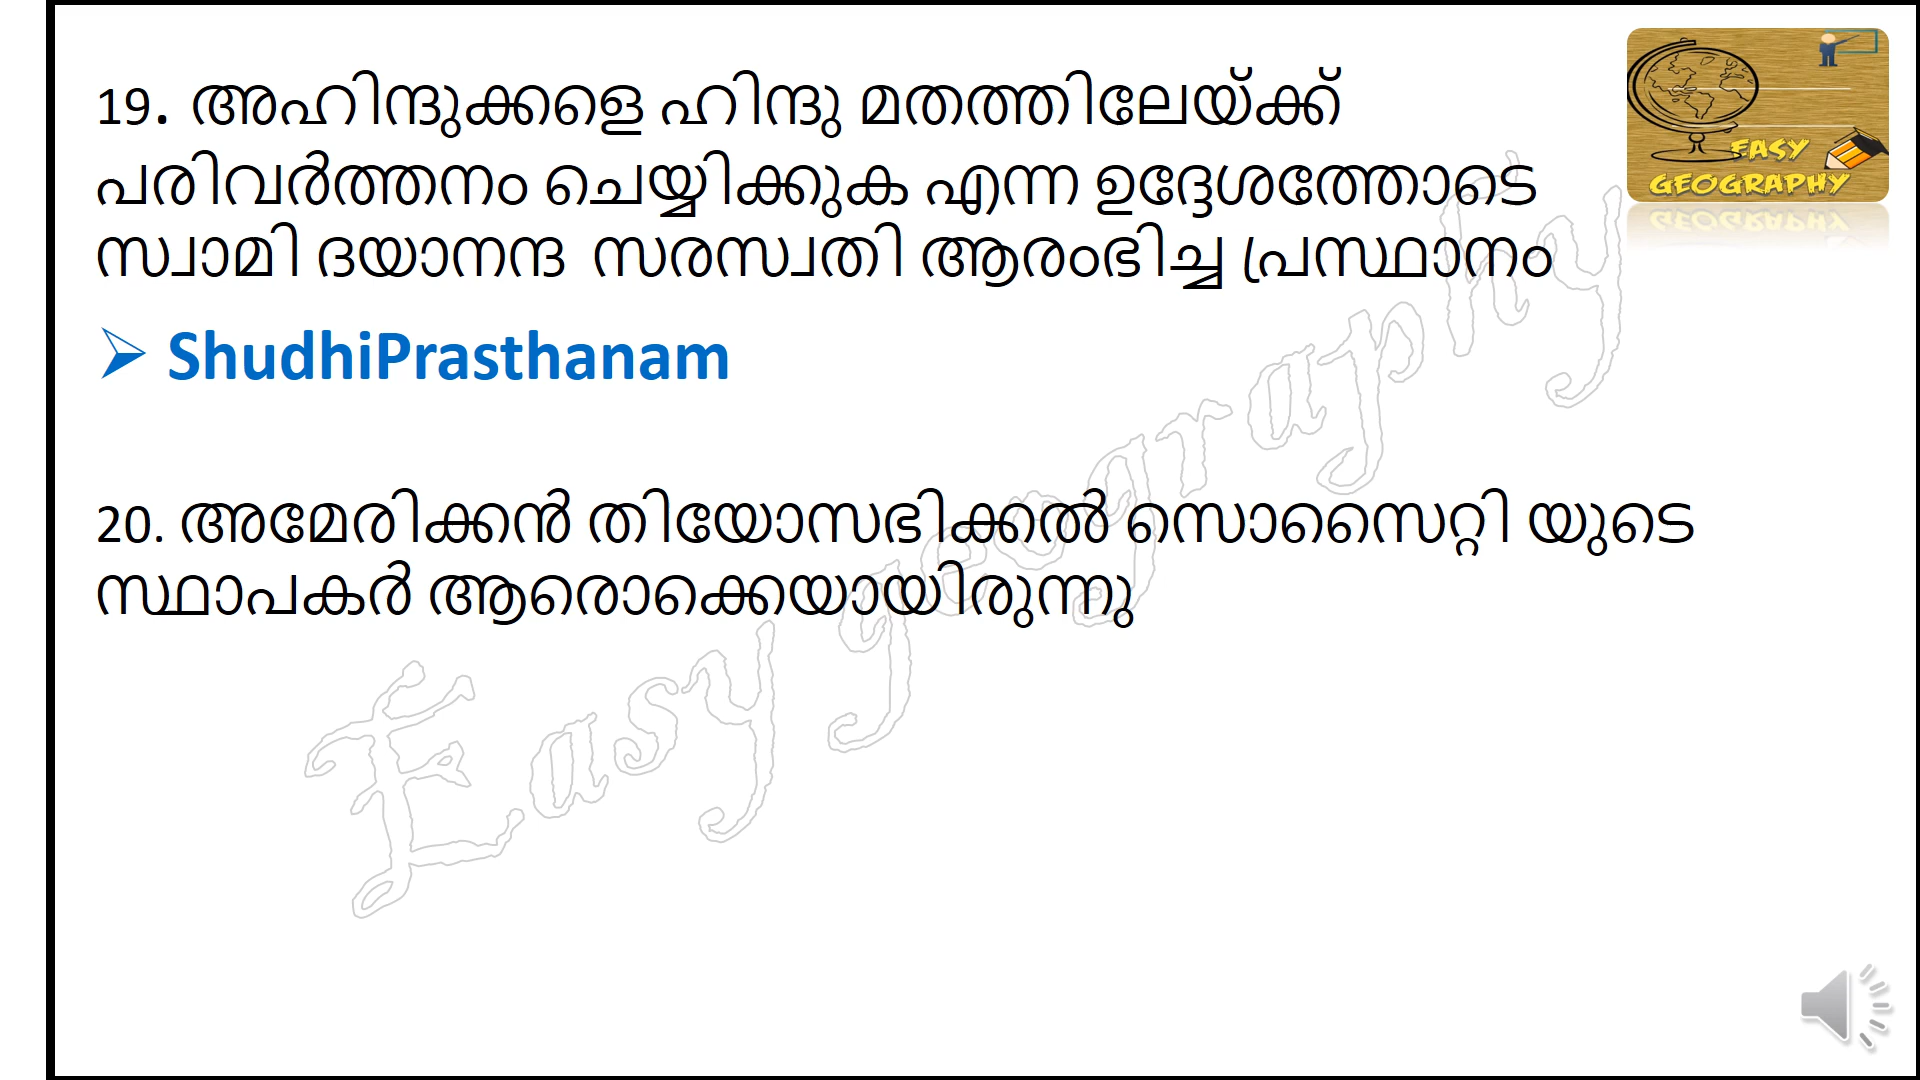 19. അഹിന്ദുക്കളെ ഹിന്ദു മതത്തിലേയ്ക്ക്
പരിവർത്തനം ചെയ്യിക്കുക എന്ന ഉദ്ദേശത്തോടെ
സ്വാമി ദയാനന്ദ സരസ്വതി ആരംഭിച്ച പ്രസ്ഥാനം
➢ ShudhiPrasthanam
20. അമേരിക്കൻ തിയോസഭിക്കൽ സൊസൈറ്റി യുടെ
സ്ഥാപകർ ആരൊക്കെയായിരുന്നു
EASY
GEOGRAPHY
Easy geography